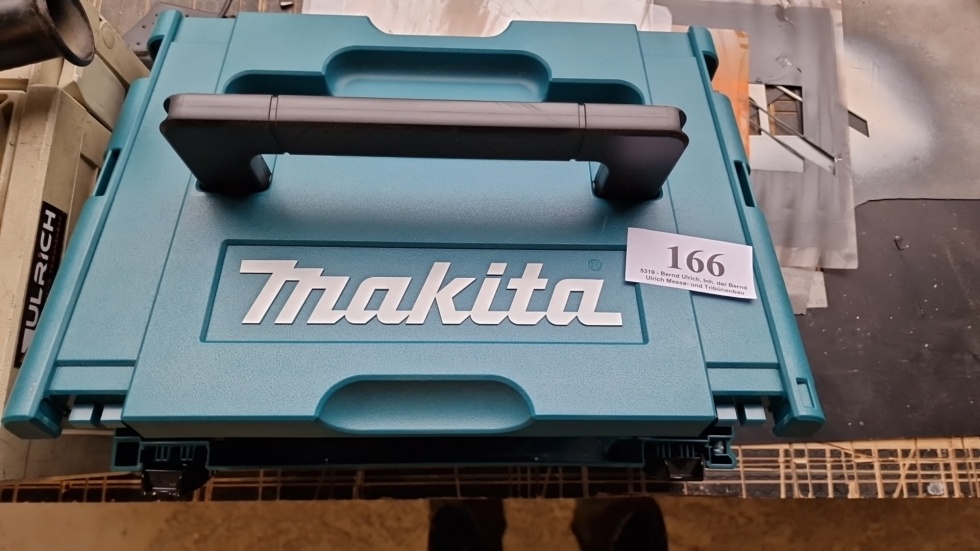 ULRICH
makita®
166
5319 - Bernd Ulrich, Inh. der Bernd
Ulrich Messe- und Tribünenbau